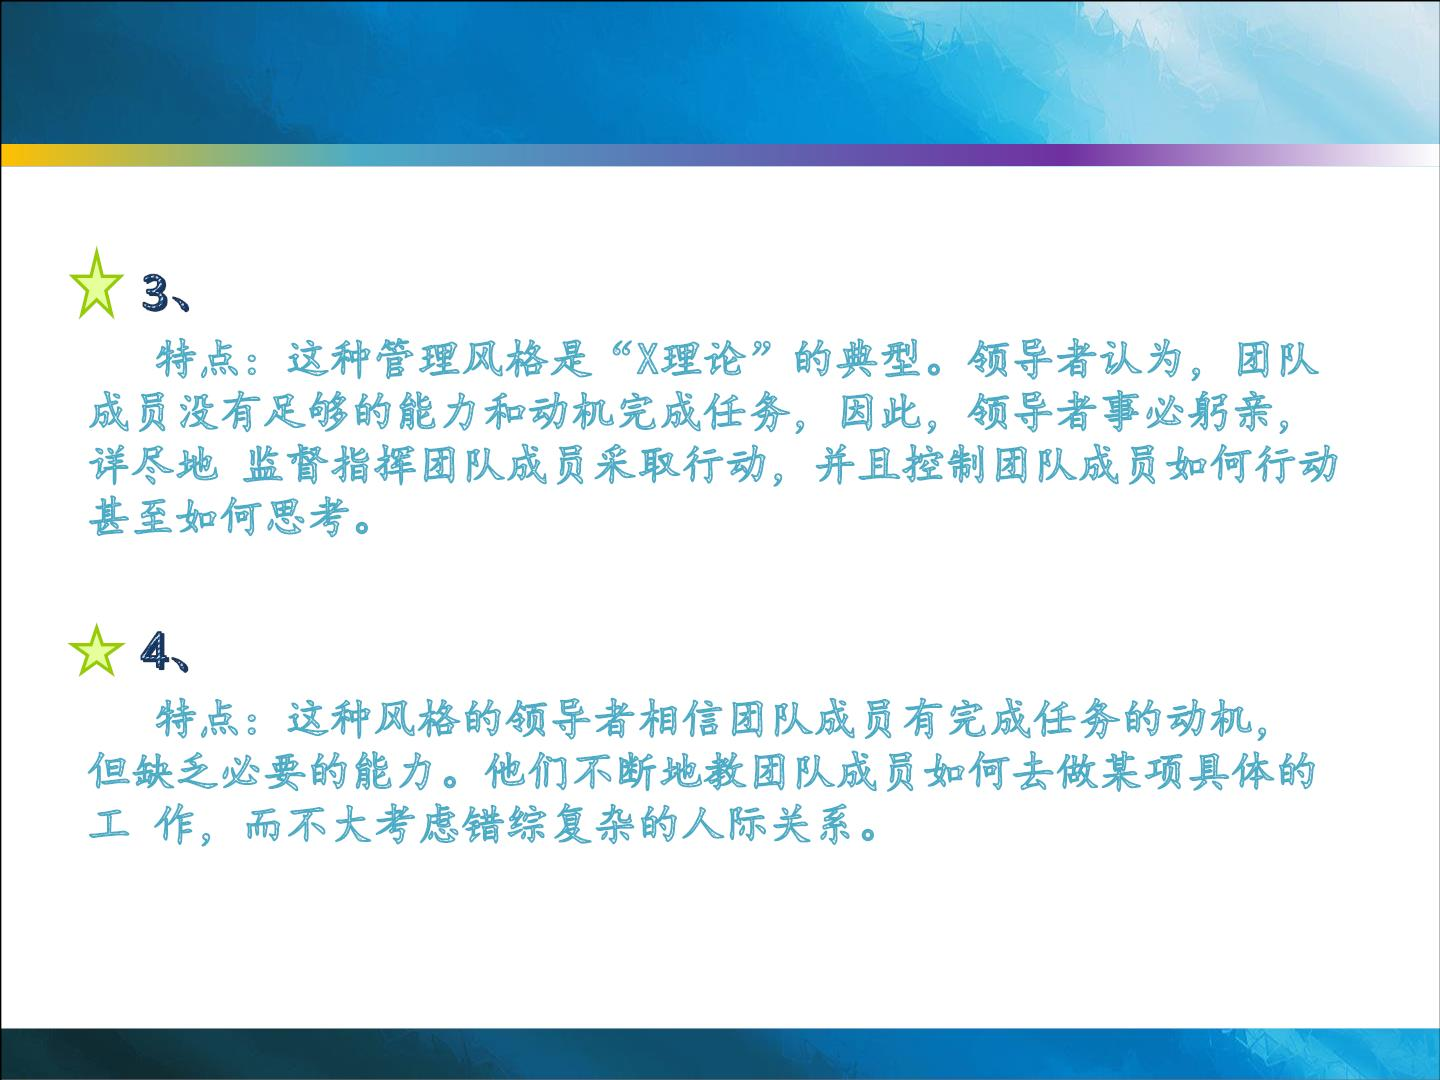 3、
特点：这种管理风格是“X理论”的典型。领导者认为，团队
成员没有足够的能力和动机完成任务，因此，领导者事必躬亲，
详尽地 监督指挥团队成员采取行动，并且控制团队成员如何行动
甚至如何思考。
4、
特点：这种风格的领导者相信团队成员有完成任务的动机，
但缺乏必要的能力。他们不断地教团队成员如何去做某项具体的
工 作，而不大考虑错综复杂的人际关系。